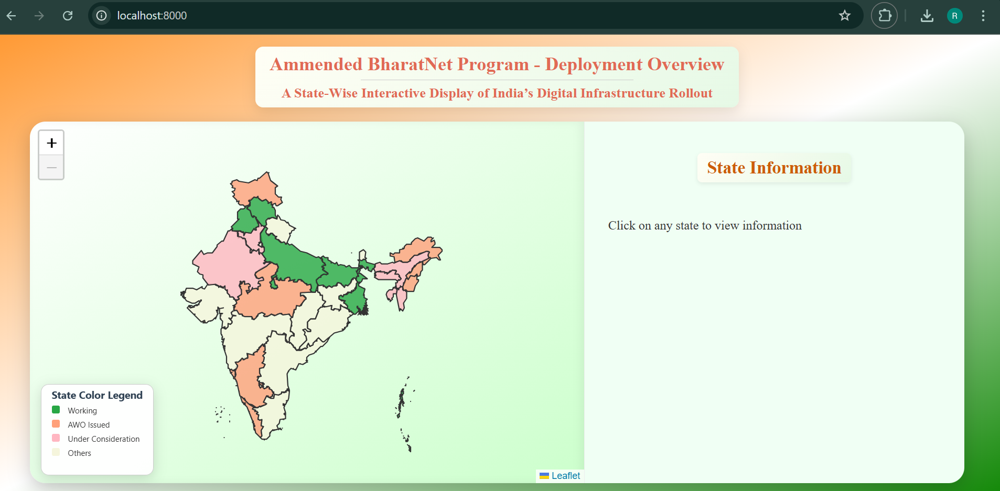 localhost:8000
R
Ammended BharatNet Program - Deployment Overview
A State-Wise Interactive Display of India’s Digital Infrastructure Rollout
+
−
State Information
Click on any state to view information
State Color Legend
Working
AWO Issued
Under Consideration
Others
Leaflet